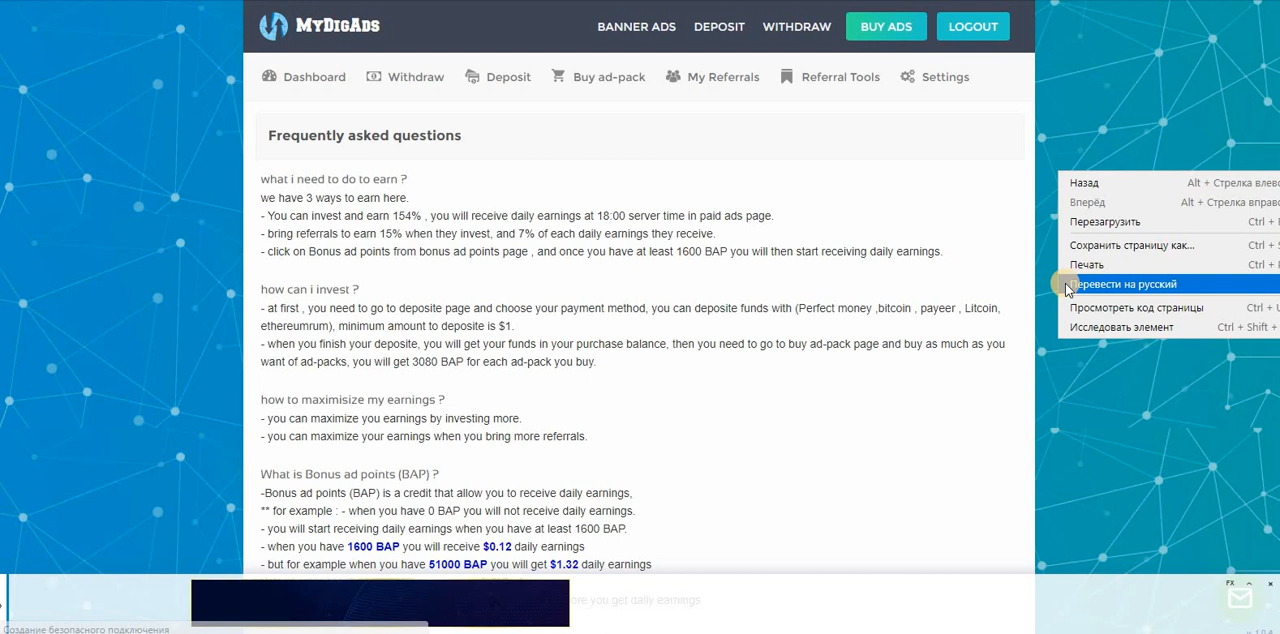 MyDigAds
BANNER ADS DEPOSIT WITHDRAW BUY ADS LOGOUT
Dashboard Withdraw Deposit Buy ad-pack My Referrals Referral Tools Settings
Frequently asked questions
what i need to do to earn ?
we have 3 ways to earn here.
- You can invest and earn 154% , you will receive daily earnings at 18:00 server time in paid ads page.
- bring referrals to earn 15% when they invest, and 7% of each daily earnings they receive.
- click on Bonus ad points from bonus ad points page , and once you have at least 1600 BAP you will then start receiving daily earnings.
how can i invest ?
- at first , you need to go to deposit page and choose your payment method, you can deposit funds with (Perfect money ,bitcoin , payeer , Litcoin,
ethereumrum), minimum amount to deposit is $1.
- when you finish your deposit, you will get your funds in your purchase balance, then you need to go to buy ad-pack page and buy as much as you
want of ad-packs, you will get 3080 BAP for each ad-pack you buy.
how to maximisize my earnings ?
- you can maximize you earnings by investing more.
- you can maximize your earnings when you bring more referrals.
What is Bonus ad points (BAP) ?
-Bonus ad points (BAP) is a credit that allow you to receive daily earnings,
** for example : - when you have 0 BAP you will not receive daily earnings.
- you will start receiving daily earnings when you have at least 1600 BAP.
- when you have 1600 BAP you will receive $0.12 daily earnings
- but for example when you have 51000 BAP you will get $1.32 daily earnings
ore you get daily earnings
Назад Alt + Стрелка влево
Вперёд Alt + Стрелка вправо
Перезагрузить Ctrl +
Сохранить страницу как... Ctrl +
Печать Ctrl +
Перевести на русский
Просмотреть код страницы Ctrl +
Исследовать элемент Ctrl + Shift +
FX
Создание безопасного подключения